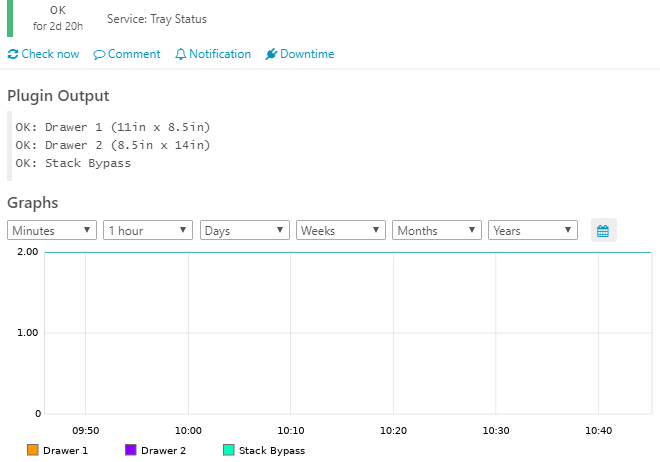 OK
for 2d 20h
Service: Tray Status
Check now Comment Notification Downtime
Plugin Output
OK: Drawer 1 (11in x 8.5in)
OK: Drawer 2 (8.5in x 14in)
OK: Stack Bypass
Graphs
Minutes 1 hour Days Weeks Months Years
2.00
1.00
0
09:50 10:00 10:10 10:20 10:30 10:40
Drawer 1 Drawer 2 Stack Bypass